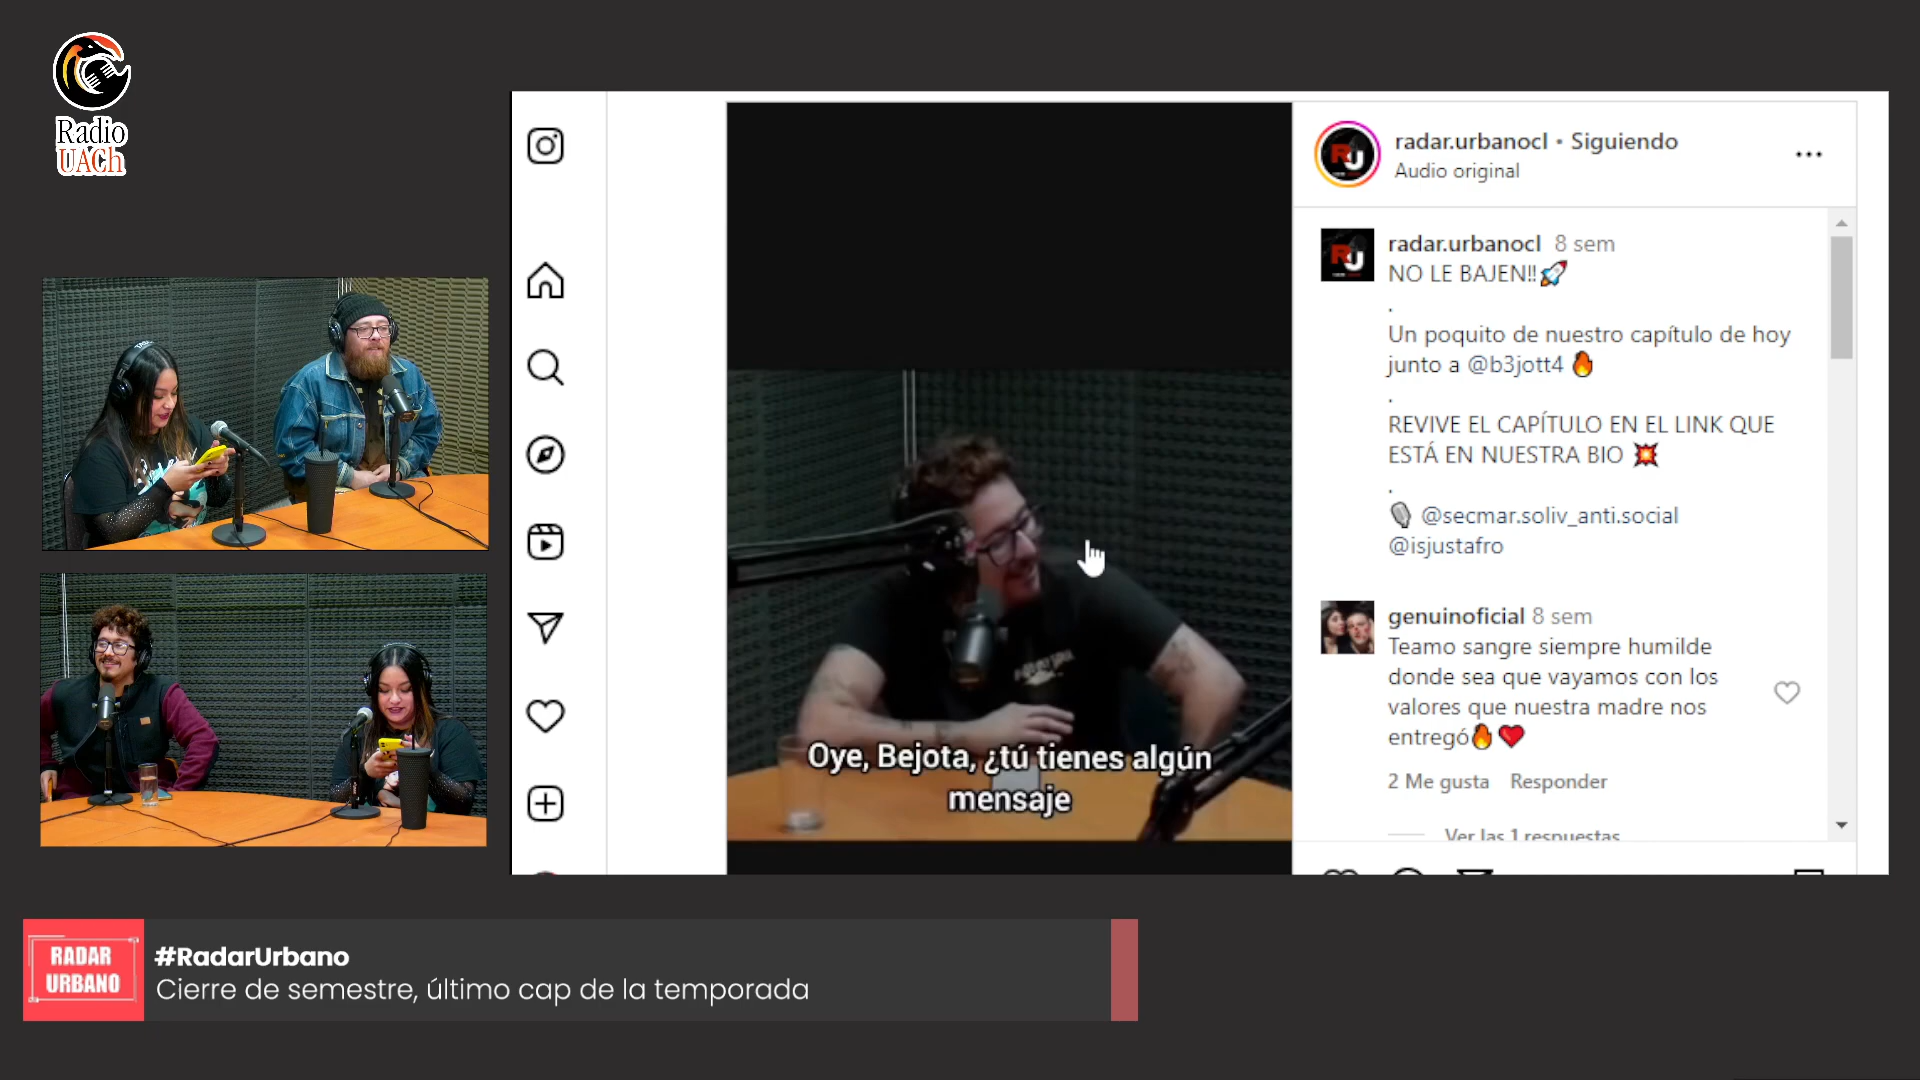 Radio
UACh
radar.urbanocl • Siguiendo
Audio original
radar.urbanocl 8 sem
NO LE BAJEN!!🚀
.
Un poquito de nuestro capítulo de hoy
junto a @b3jott4 🔥
.
REVIVE EL CAPÍTULO EN EL LINK QUE
ESTÁ EN NUESTRA BIO 💥
.
🎙️ @secmar.soliv_anti.social
@isjustafro
genuinoficial 8 sem
Teamo sangre siempre humilde
donde sea que vayamos con los
valores que nuestra madre nos
entregó🔥❤️
2 Me gusta Responder
Ver las 1 respuestas
Oye, Bejota, ¿tú tienes algún
mensaje
RADAR
URBANO
#RadarUrbano
Cierre de semestre, último cap de la temporada